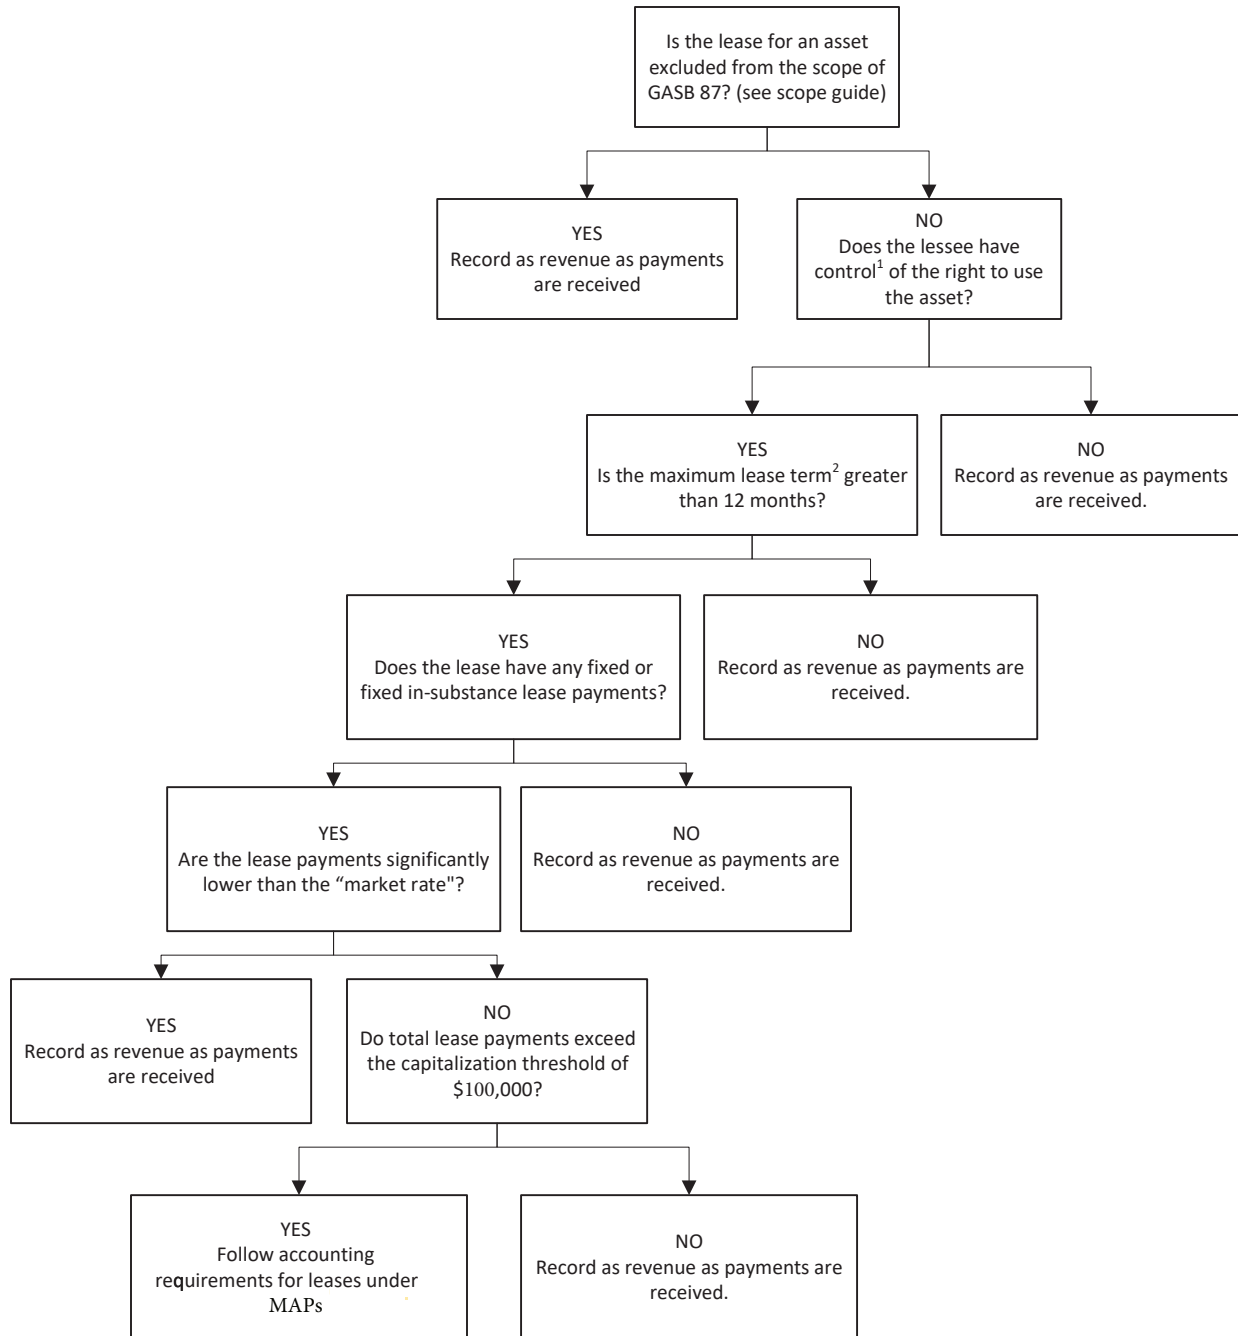 Is the lease for an asset
excluded from the scope of
GASB 87? (see scope guide)
YES
Record as revenue as payments
are received
NO
Does the lessee have
control¹ of the right to use
the asset?
YES
Is the maximum lease term² greater
than 12 months?
NO
Record as revenue as payments
are received.
YES
Does the lease have any fixed or
fixed in-substance lease payments?
NO
Record as revenue as payments are
received.
YES
Are the lease payments significantly
lower than the “market rate"?
NO
Record as revenue as payments are
received.
YES
Record as revenue as payments
are received
NO
Do total lease payments exceed
the capitalization threshold of
$100,000?
YES
Follow accounting
requirements for leases under
MAPs
NO
Record as revenue as payments are
received.